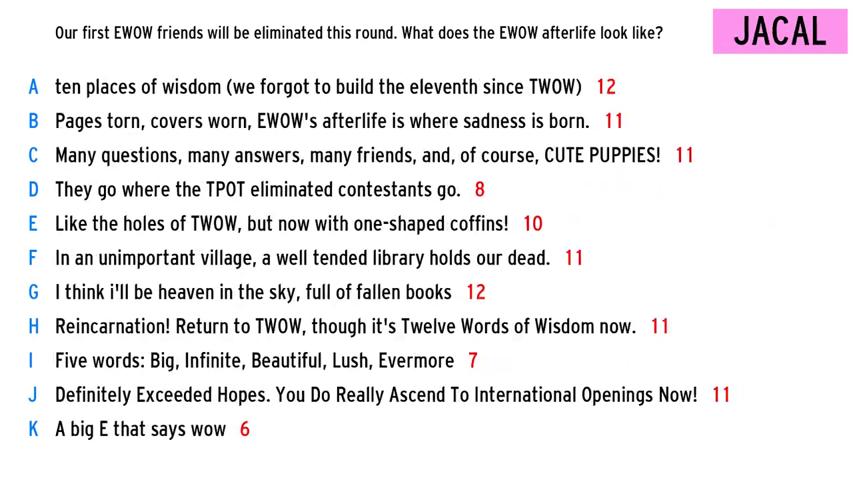 Our first EWOW friends will be eliminated this round. What does the EWOW afterlife look like?
JACAL
A ten places of wisdom (we forgot to build the eleventh since TWOW) 12
B Pages torn, covers worn, EWOW's afterlife is where sadness is born. 11
C Many questions, many answers, many friends, and, of course, CUTE PUPPIES! 11
D They go where the TPOT eliminated contestants go. 8
E Like the holes of TWOW, but now with one-shaped coffins! 10
F In an unimportant village, a well tended library holds our dead. 11
G I think i'll be heaven in the sky, full of fallen books 12
H Reincarnation! Return to TWOW, though it's Twelve Words of Wisdom now. 11
I Five words: Big, Infinite, Beautiful, Lush, Evermore 7
J Definitely Exceeded Hopes. You Do Really Ascend To International Openings Now! 11
K A big E that says wow 6